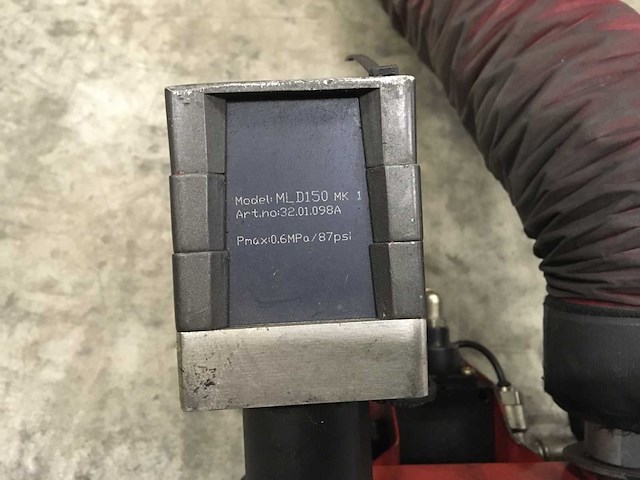 Model: MLD150 MK 1
Art.no:32.01.098A
Pmax:0.6MPa/87psi